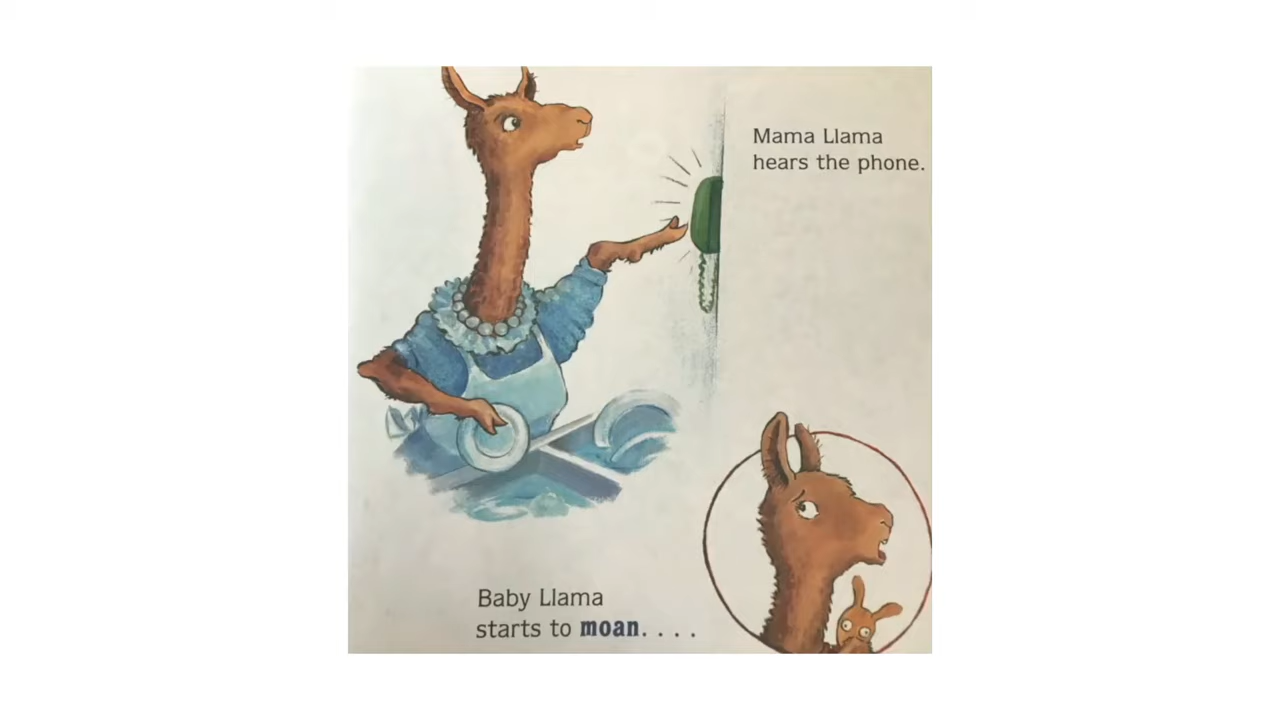 Mama Llama
hears the phone.
Baby Llama
starts to moan. . . .